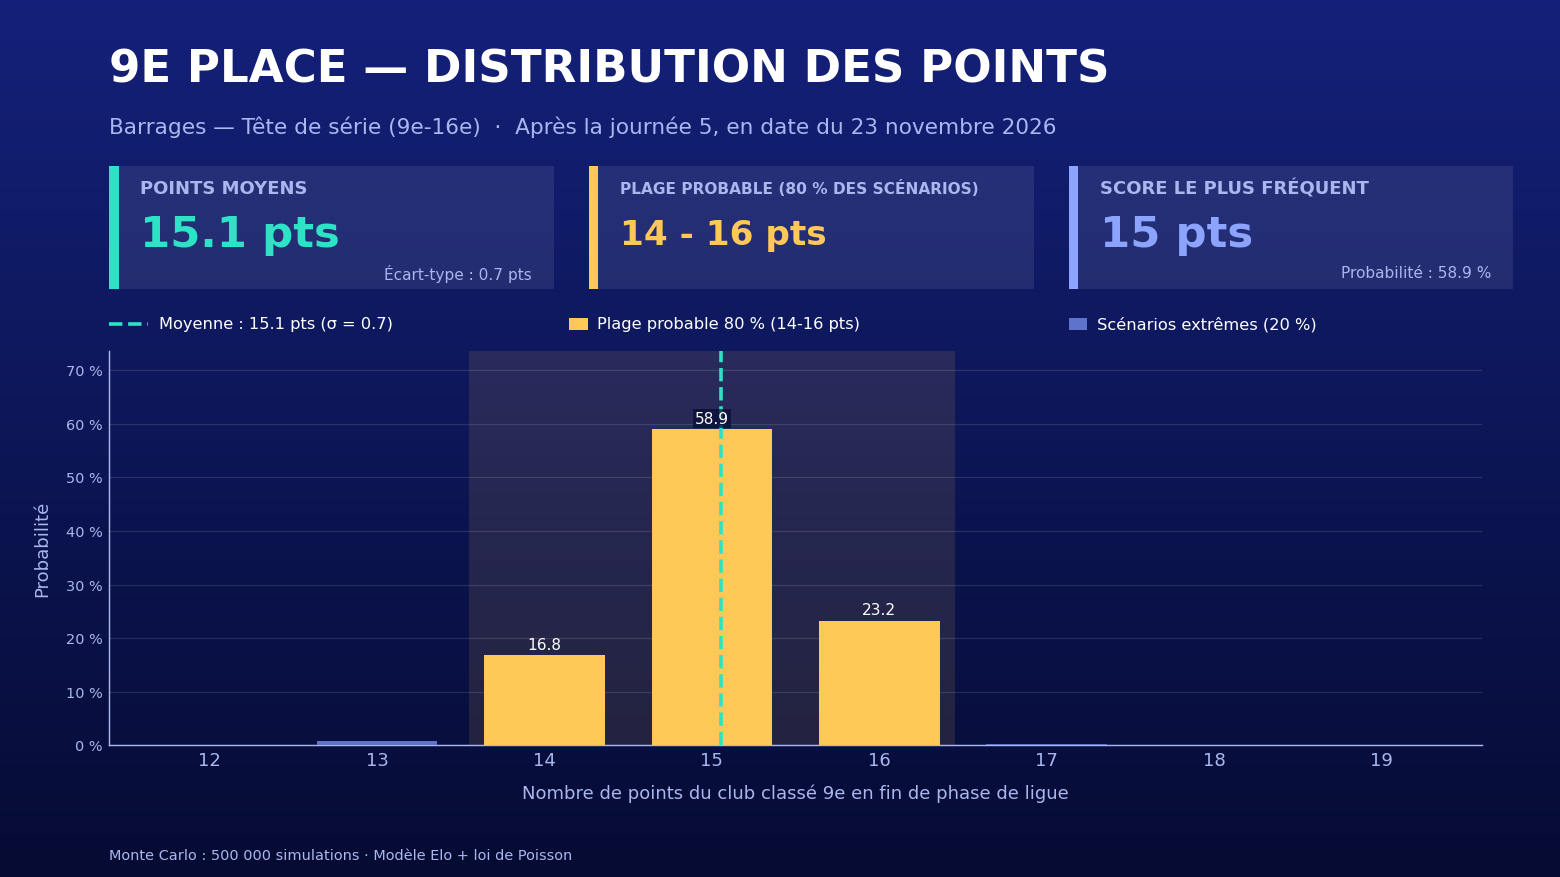 9E PLACE — DISTRIBUTION DES POINTS
Barrages — Tête de série (9e-16e) · Après la journée 5, en date du 23 novembre 2026
POINTS MOYENS
15.1 pts
Écart-type : 0.7 pts
PLAGE PROBABLE (80 % DES SCÉNARIOS)
14 - 16 pts
SCORE LE PLUS FRÉQUENT
15 pts
Probabilité : 58.9 %
Moyenne : 15.1 pts (σ = 0.7)
Plage probable 80 % (14-16 pts)
Scénarios extrêmes (20 %)
Probabilité
70 %
60 %
50 %
40 %
30 %
20 %
10 %
0 %
16.8
58.9
23.2
12 13 14 15 16 17 18 19
Nombre de points du club classé 9e en fin de phase de ligue
Monte Carlo : 500 000 simulations · Modèle Elo + loi de Poisson